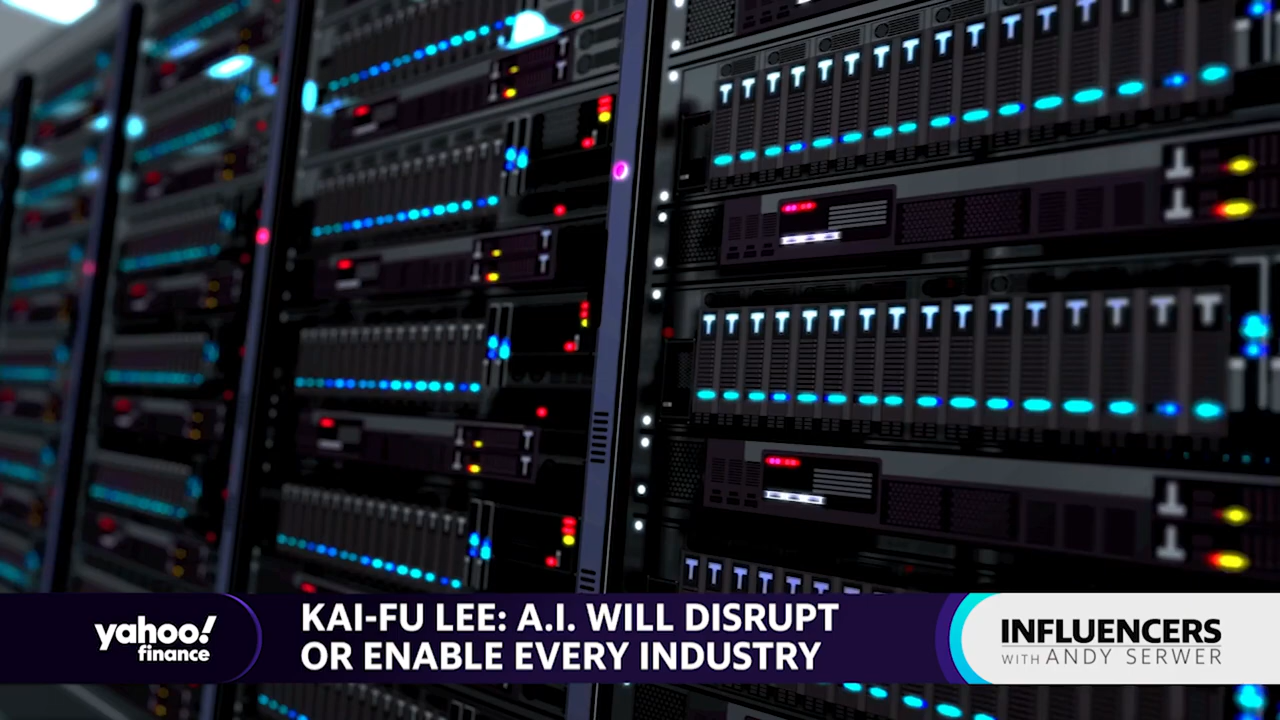 yahoo!
finance
KAI-FU LEE: A.I. WILL DISRUPT
OR ENABLE EVERY INDUSTRY
INFLUENCERS
WITH ANDY SERWER